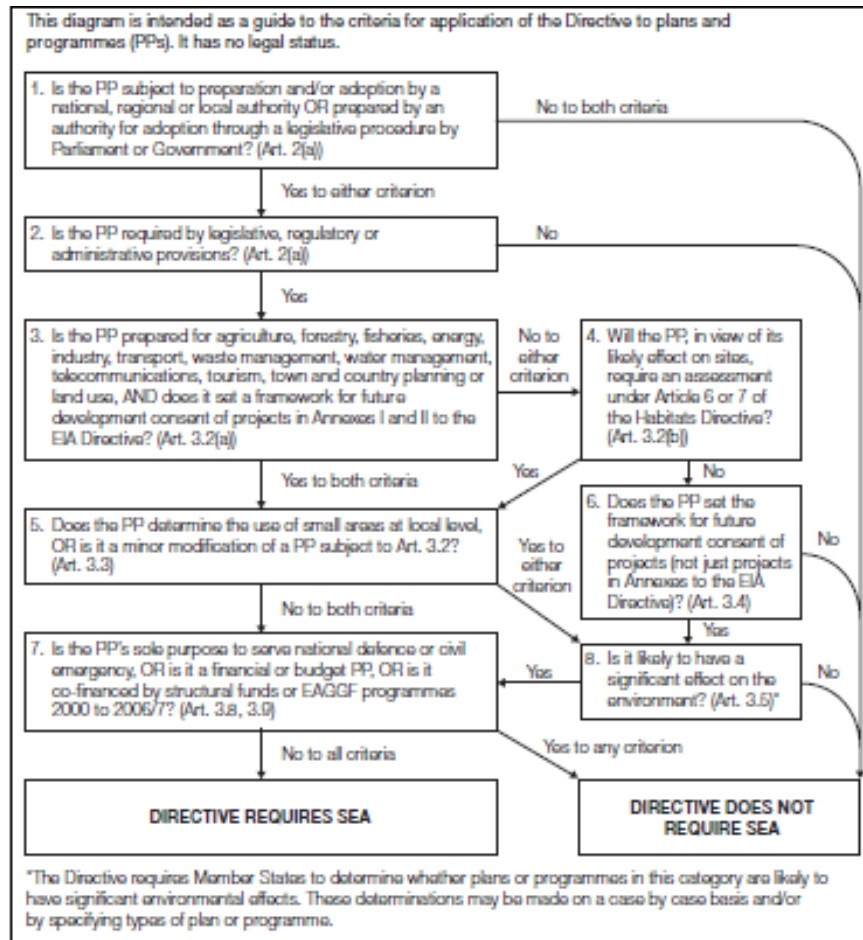 This diagram is intended as a guide to the criteria for application of the Directive to plans and
programmes (PPs). It has no legal status.
1. Is the PP subject to preparation and/or adoption by a
national, regional or local authority OR prepared by an
authority for adoption through a legislative procedure by
Parliament or Government? (Art. 2(a))
No to both criteria
Yes to either criterion
2. Is the PP required by legislative, regulatory or
administrative provisions? (Art. 2(a))
No
Yes
3. Is the PP prepared for agriculture, forestry, fisheries, energy,
industry, transport, waste management, water management,
telecommunications, tourism, town and country planning or
land use, AND does it set a framework for future
development consent of projects in Annexes I and II to the
EIA Directive? (Art. 3.2(a))
No to
either
criterion
4. Will the PP, in view of its
likely effect on sites,
require an assessment
under Article 6 or 7 of
the Habitats Directive?
(Art. 3.2(b))
Yes to both criteria
Yes
No
5. Does the PP determine the use of small areas at local level,
OR is it a minor modification of a PP subject to Art. 3.2?
(Art. 3.3)
Yes to
either
criterion
6. Does the PP set the
framework for future
development consent of
projects (not just projects
in Annexes to the EIA
Directive)? (Art. 3.4)
No
No to both criteria
Yes
7. Is the PP's sole purpose to serve national defence or civil
emergency, OR is it a financial or budget PP, OR is it
co-financed by structural funds or EAGGF programmes
2000 to 2006/7? (Art. 3.8, 3.9)
Yes
8. Is it likely to have a
significant effect on the
environment? (Art. 3.5)*
No
No to all criteria
Yes to any criterion
DIRECTIVE REQUIRES SEA
DIRECTIVE DOES NOT
REQUIRE SEA
*The Directive requires Member States to determine whether plans or programmes in this category are likely to
have significant environmental effects. These determinations may be made on a case by case basis and/or
by specifying types of plan or programme.